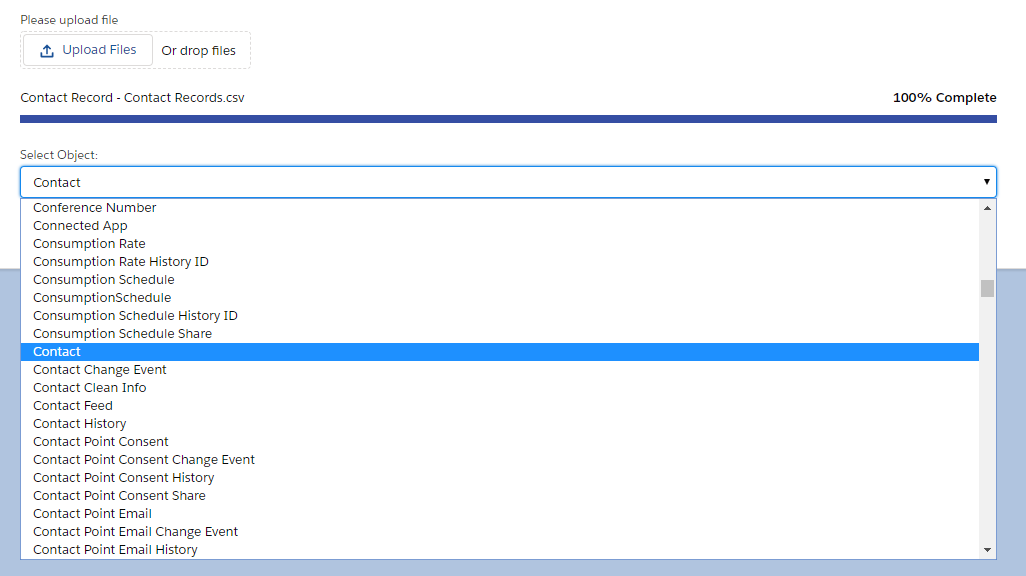 Please upload file
Upload Files Or drop files
Contact Record - Contact Records.csv 100% Complete
Select Object:
Contact
Conference Number
Connected App
Consumption Rate
Consumption Rate History ID
Consumption Schedule
ConsumptionSchedule
Consumption Schedule History ID
Consumption Schedule Share
Contact
Contact Change Event
Contact Clean Info
Contact Feed
Contact History
Contact Point Consent
Contact Point Consent Change Event
Contact Point Consent History
Contact Point Consent Share
Contact Point Email
Contact Point Email Change Event
Contact Point Email History